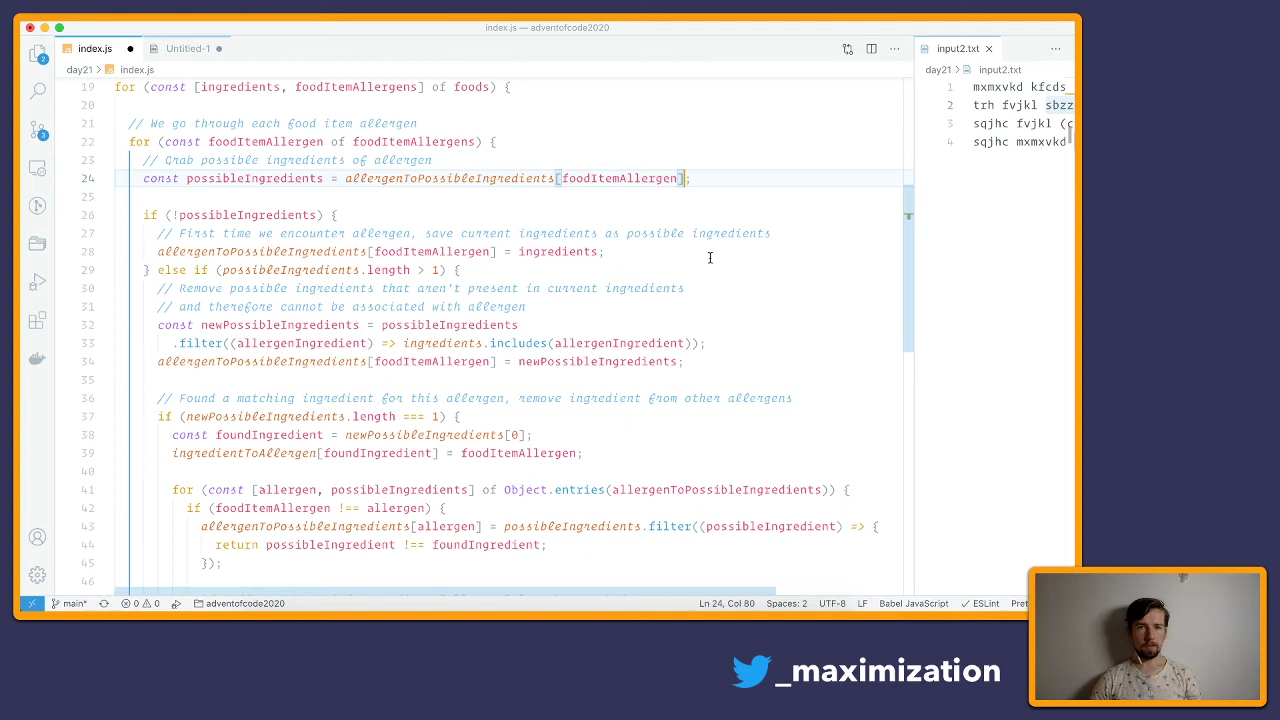 index.js — adventofcode2020
index.js
Untitled-1
input2.txt
day21 > index.js
day21 > input2.txt
19 for (const [ingredients, foodItemAllergens] of foods) {
20
21 // We go through each food item allergen
22 for (const foodItemAllergen of foodItemAllergens) {
23 // Grab possible ingredients of allergen
24 const possibleIngredients = allergenToPossibleIngredients[foodItemAllergen];
25
26 if (!possibleIngredients) {
27 // First time we encounter allergen, save current ingredients as possible ingredients
28 allergenToPossibleIngredients[foodItemAllergen] = ingredients;
29 } else if (possibleIngredients.length > 1) {
30 // Remove possible ingredients that aren't present in current ingredients
31 // and therefore cannot be associated with allergen
32 const newPossibleIngredients = possibleIngredients
33 .filter((allergenIngredient) => ingredients.includes(allergenIngredient));
34 allergenToPossibleIngredients[foodItemAllergen] = newPossibleIngredients;
35
36 // Found a matching ingredient for this allergen, remove ingredient from other allergens
37 if (newPossibleIngredients.length === 1) {
38 const foundIngredient = newPossibleIngredients[0];
39 ingredientToAllergen[foundIngredient] = foodItemAllergen;
40
41 for (const [allergen, possibleIngredients] of Object.entries(allergenToPossibleIngredients)) {
42 if (foodItemAllergen !== allergen) {
43 allergenToPossibleIngredients[allergen] = possibleIngredients.filter((possibleIngredient) => {
44 return possibleIngredient !== foundIngredient;
45 });
46
1 mxmxvkd kfcds
2 trh fvjkl sbzz
3 sqjhc fvjkl (c
4 sqjhc mxmxvkd
2
3
main* 0 0 adventofcode2020 Ln 24, Col 80 Spaces: 2 UTF-8 LF Babel JavaScript ESLint Pret
_maximization